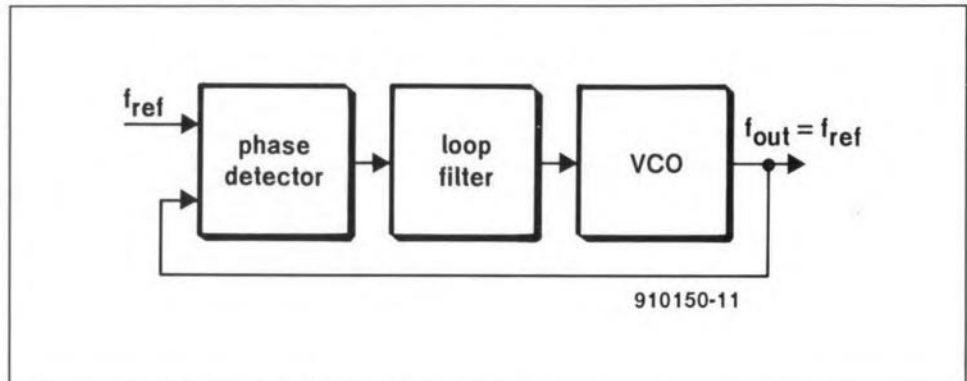 f_ref
phase
detector
loop
filter
VCO
f_out = f_ref
910150-11